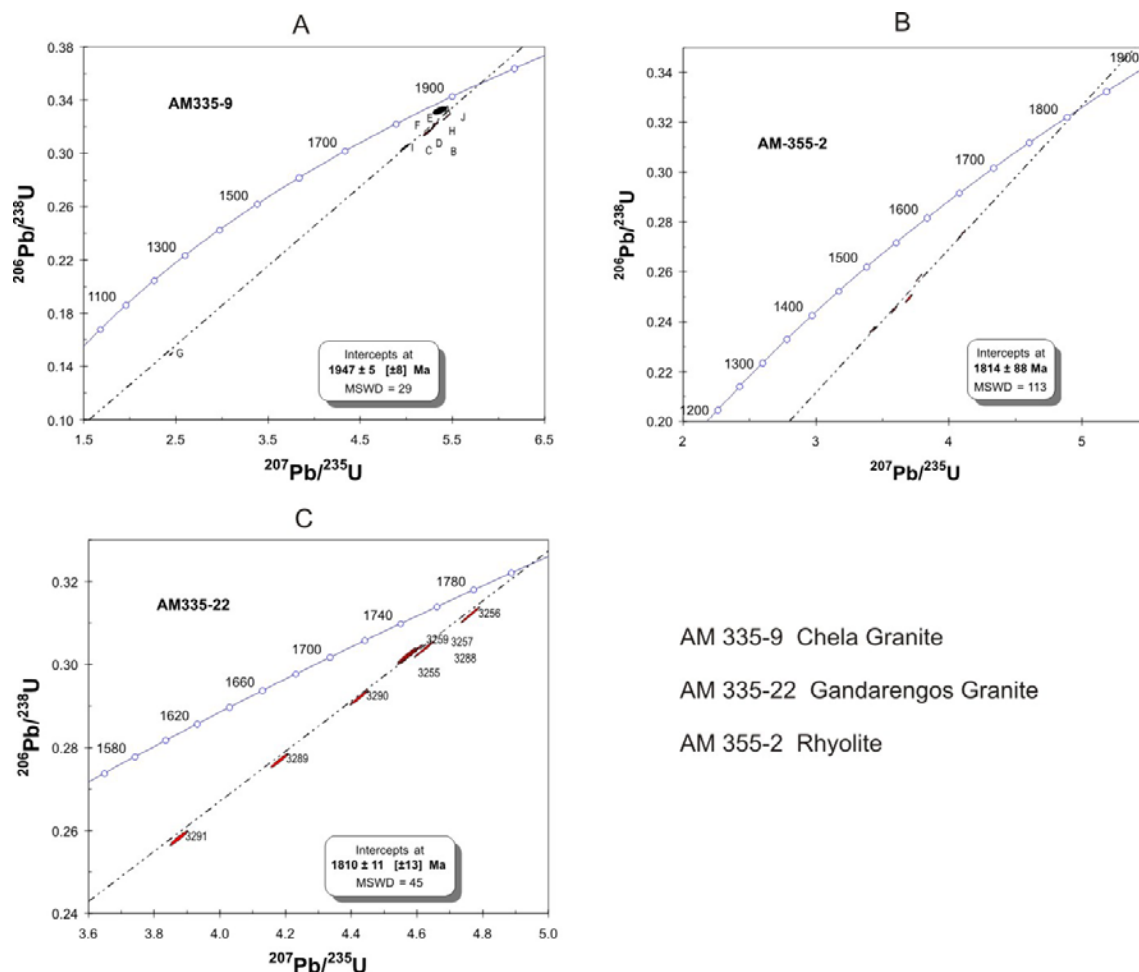 A
AM335-9
0.38
0.34
0.30
0.26
0.22
0.18
0.14
0.10
206Pb/238U
1100
1300
1500
1700
1900
E
J
F
H
D
I
C
B
G
Intercepts at
1947 ± 5 [±8] Ma
MSWD = 29
1.5
2.5
3.5
4.5
5.5
6.5
207Pb/235U
B
AM-355-2
0.34
0.32
0.30
0.28
0.26
0.24
0.22
0.20
206Pb/238U
1200
1300
1400
1500
1600
1700
1800
1900
Intercepts at
1814 ± 88 Ma
MSWD = 113
2
3
4
5
207Pb/235U
C
AM335-22
0.32
0.30
0.28
0.26
0.24
206Pb/238U
1580
1620
1660
1700
1740
1780
3256
3259
3257
3288
3255
3290
3289
3291
Intercepts at
1810 ± 11 [±13] Ma
MSWD = 45
3.6
3.8
4.0
4.2
4.4
4.6
4.8
5.0
207Pb/235U
AM 335-9 Chela Granite
AM 335-22 Gandarengos Granite
AM 355-2 Rhyolite